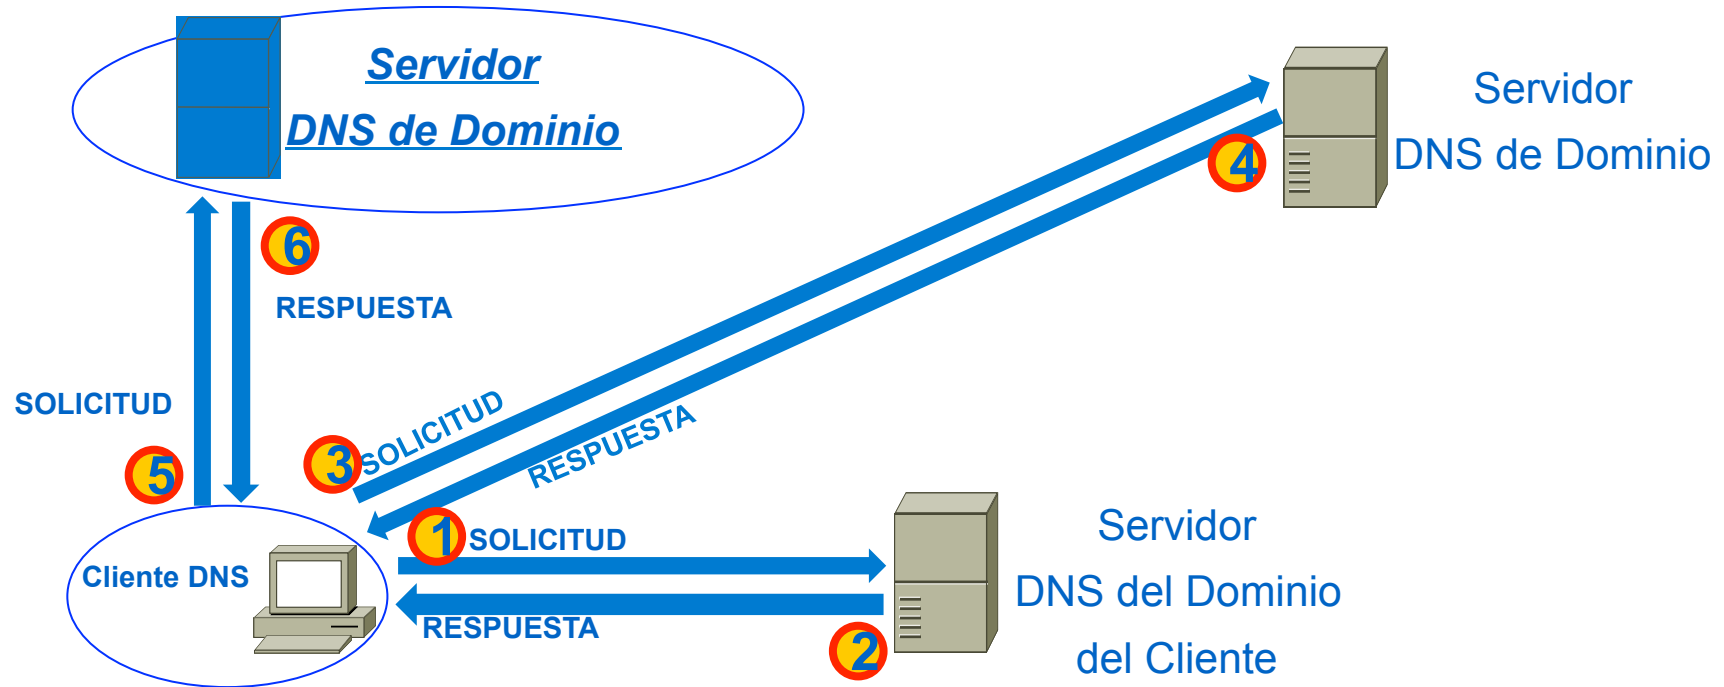 Servidor
DNS de Dominio
Servidor
DNS de Dominio
4
6
RESPUESTA
SOLICITUD
SOLICITUD
RESPUESTA
3
5
1
SOLICITUD
Servidor
DNS del Dominio
del Cliente
Cliente DNS
RESPUESTA
2